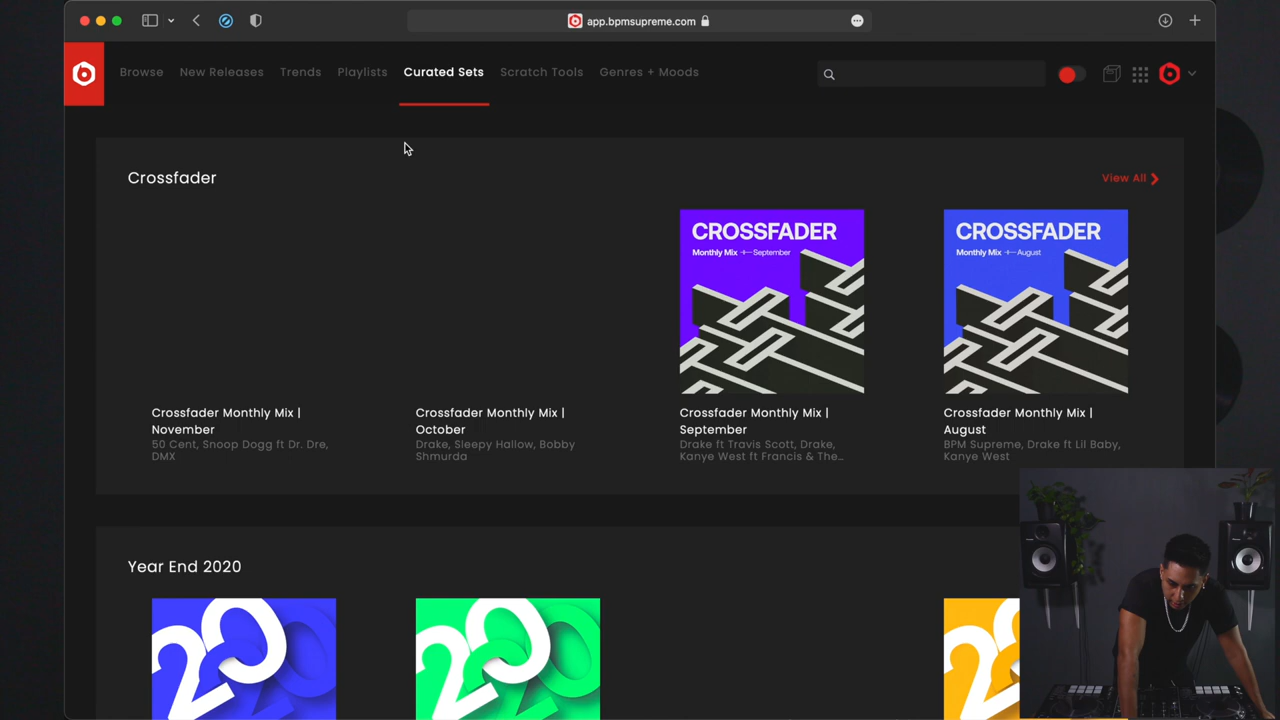 app.bpmsupreme.com
Browse New Releases Trends Playlists Curated Sets Scratch Tools Genres + Moods
Crossfader
View All
CROSSFADER
Monthly Mix September
CROSSFADER
Monthly Mix August
Crossfader Monthly Mix |
November
50 Cent, Snoop Dogg ft Dr. Dre,
DMX
Crossfader Monthly Mix |
October
Drake, Sleepy Hallow, Bobby
Shmurda
Crossfader Monthly Mix |
September
Drake ft Travis Scott, Drake,
Kanye West ft Francis & The...
Crossfader Monthly Mix |
August
BPM Supreme, Drake ft Lil Baby,
Kanye West
Year End 2020
2020
2020
20